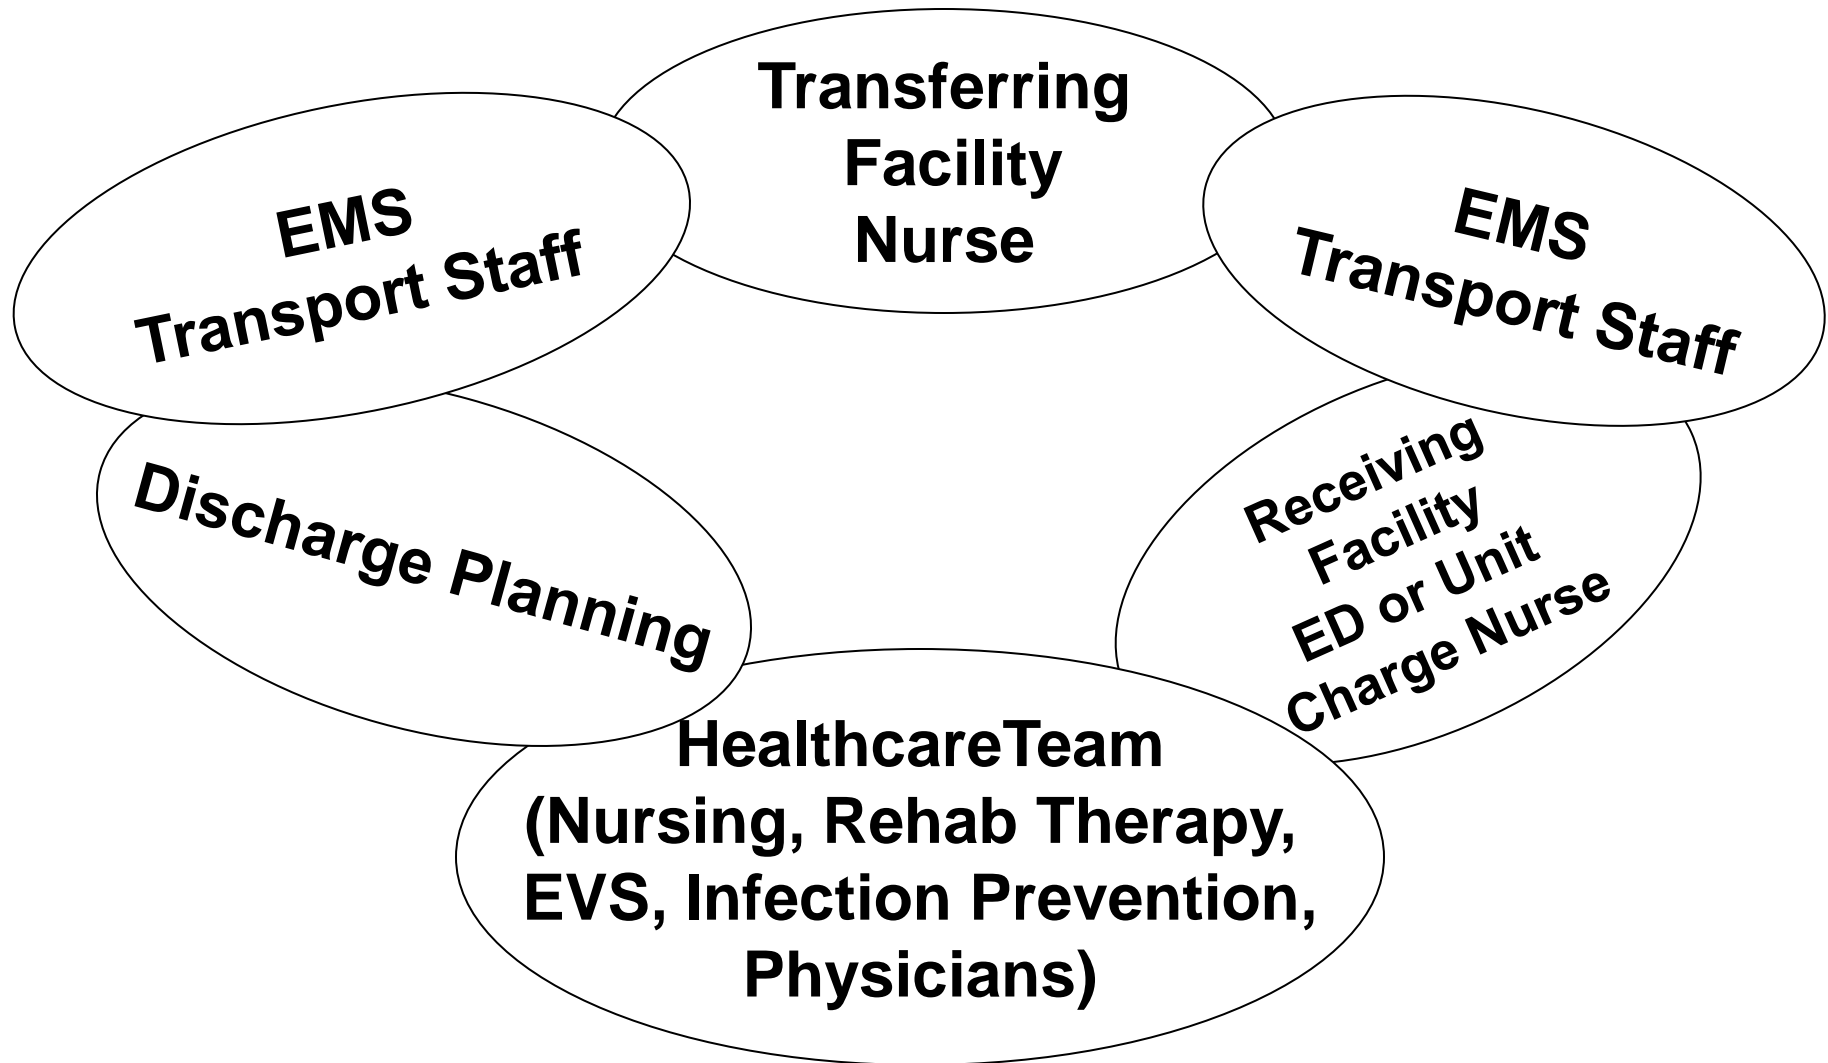 Transferring
Facility
Nurse
EMS
Transport Staff
EMS
Transport Staff
Discharge Planning
Receiving
Facility
ED or Unit
Charge Nurse
HealthcareTeam
(Nursing, Rehab Therapy,
EVS, Infection Prevention,
Physicians)